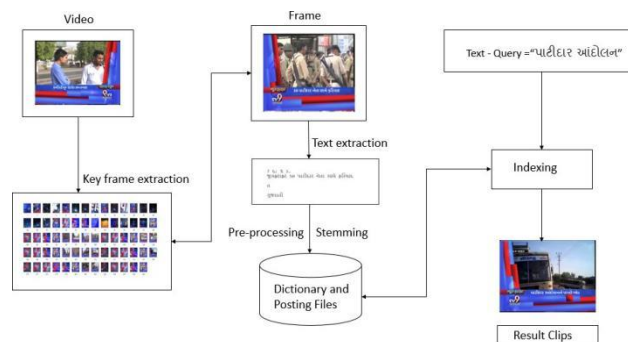 Video
Frame
Text - Query ="પાટીદાર આંદોલન"
Key frame extraction
Text extraction
Indexing
ગુજરાતી
Pre-processing
Stemming
Dictionary and
Posting Files
Result Clips